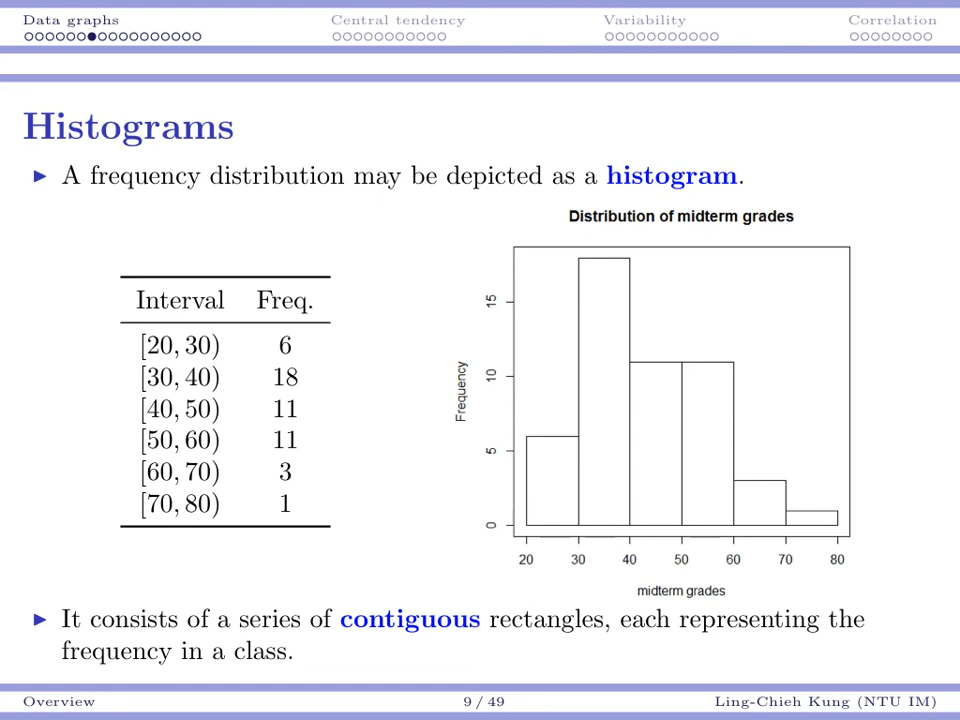 Data graphs Central tendency Variability Correlation
Histograms
► A frequency distribution may be depicted as a histogram.
Distribution of midterm grades
Interval Freq.
[20, 30) 6
[30, 40) 18
[40, 50) 11
[50, 60) 11
[60, 70) 3
[70, 80) 1
Frequency
15
10
5
0
20 30 40 50 60 70 80
midterm grades
► It consists of a series of contiguous rectangles, each representing the
frequency in a class.
Overview 9 / 49 Ling-Chieh Kung (NTU IM)